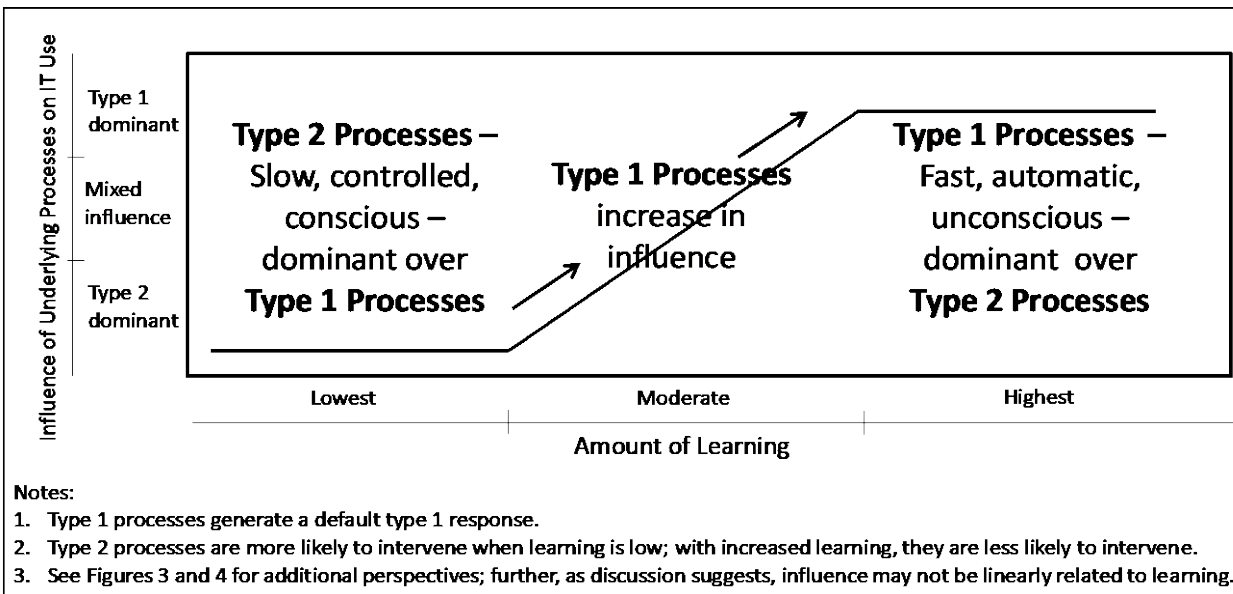 Influence of Underlying Processes on IT Use
Type 1
dominant
Mixed
influence
Type 2
dominant
Type 2 Processes –
Slow, controlled,
conscious –
dominant over
Type 1 Processes
Type 1 Processes
increase in
influence
Type 1 Processes –
Fast, automatic,
unconscious –
dominant over
Type 2 Processes
Lowest
Moderate
Highest
Amount of Learning
Notes:
1. Type 1 processes generate a default type 1 response.
2. Type 2 processes are more likely to intervene when learning is low; with increased learning, they are less likely to intervene.
3. See Figures 3 and 4 for additional perspectives; further, as discussion suggests, influence may not be linearly related to learning.